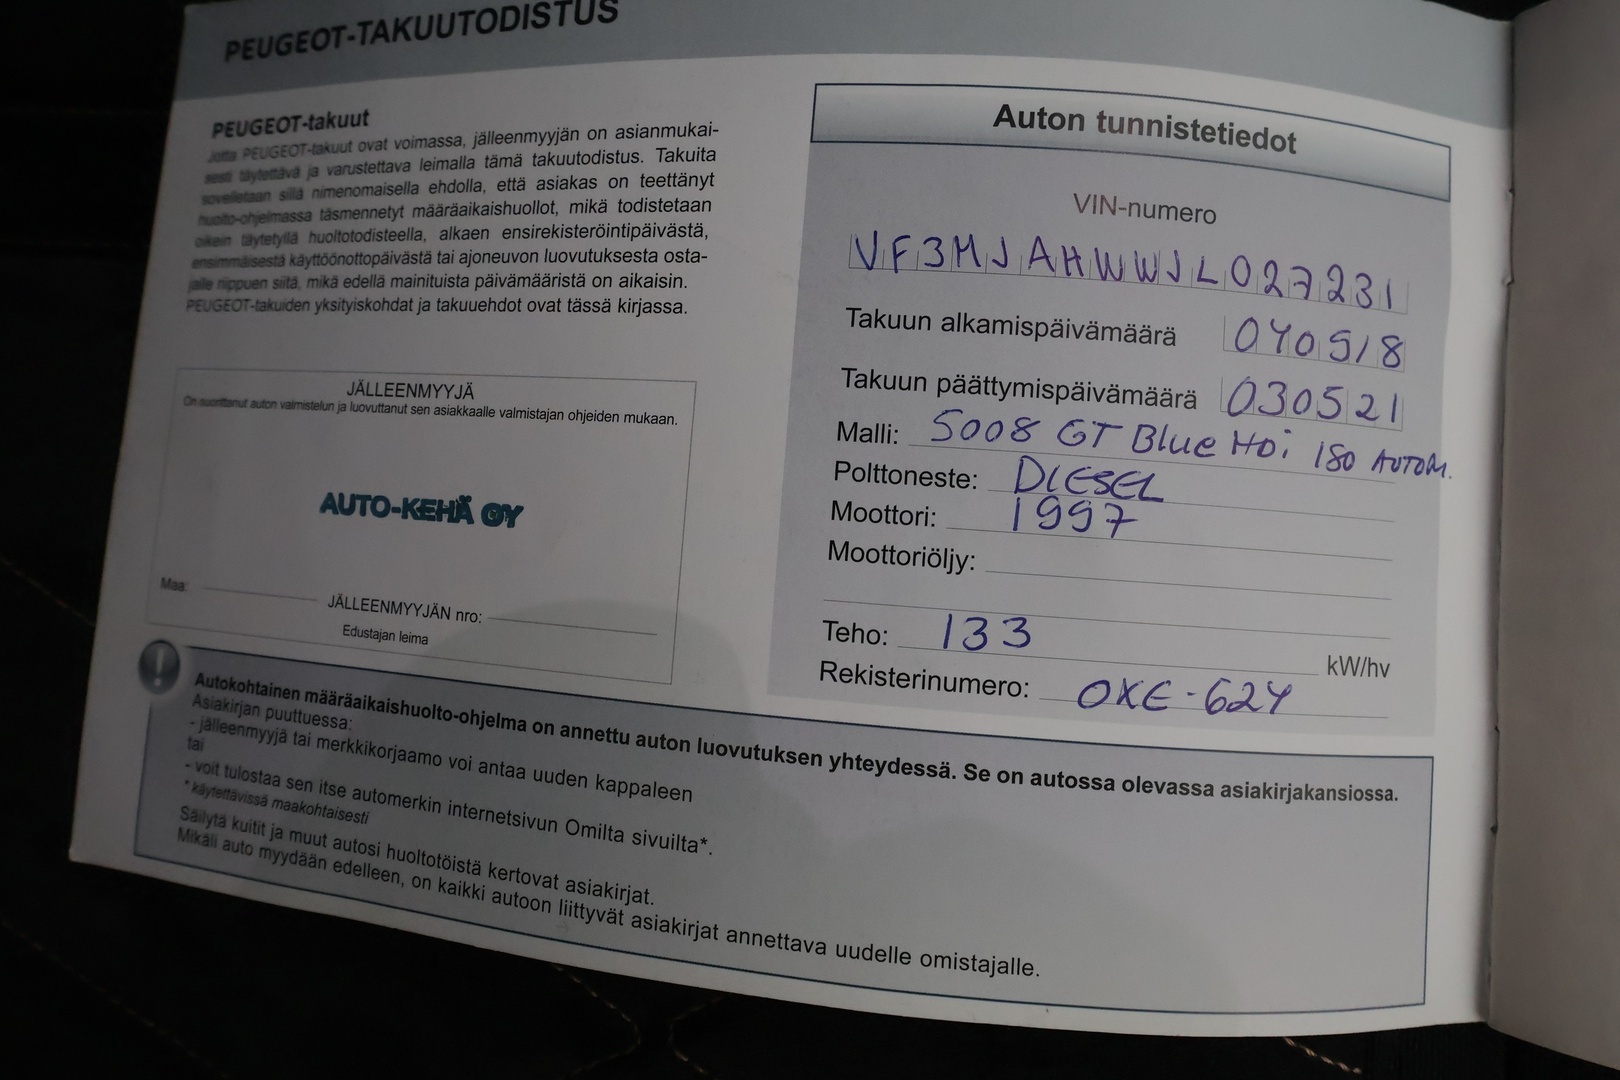 PEUGEOT-TAKUUTODISTUS
PEUGEOT-takuut
Jotta PEUGEOT-takuut ovat voimassa, jälleenmyyjän on asianmukai-
sesti täytettävä ja varustettava leimalla tämä takuutodistus. Takuita
sovelletaan sillä nimenomaisella ehdolla, että asiakas on teettänyt
huolto-ohjelmassa täsmennetyt määräaikaishuollot, mikä todistetaan
oikein täytetyllä huoltotodisteella, alkaen ensirekisteröintipäivästä,
ensimmäisestä käyttöönottopäivästä tai ajoneuvon luovutuksesta osta-
jalle riippuen siitä, mikä edellä mainituista päivämääristä on aikaisin.
PEUGEOT-takuiden yksityiskohdat ja takuuehdot ovat tässä kirjassa.
JÄLLEENMYYJÄ
On suorittanut auton valmistelun ja luovuttanut sen asiakkaalle valmistajan ohjeiden mukaan.
AUTO-KEHÄ OY
Maa:
JÄLLEENMYYJÄN nro:
Edustajan leima
Auton tunnistetiedot
VIN-numero
VF3MJAHWWJL027231
Takuun alkamispäivämäärä 040518
Takuun päättymispäivämäärä 030521
Malli: 5008 GT Blue HDi 180 AUTOM.
Polttoneste: DIESEL
Moottori: 1997
Moottoriöljy:
Teho: 133 kW/hv
Rekisterinumero: OXE-624
Autokohtainen määräaikaishuolto-ohjelma on annettu auton luovutuksen yhteydessä. Se on autossa olevassa asiakirjakansiossa.
Asiakirjan puuttuessa:
- jälleenmyyjä tai merkkikorjaamo voi antaa uuden kappaleen
tai
- voit tulostaa sen itse automerkin internetsivun Omilta sivuilta*.
* käytettävissä maakohtaisesti
Säilytä kuitit ja muut autosi huoltotöistä kertovat asiakirjat.
Mikäli auto myydään edelleen, on kaikki autoon liittyvät asiakirjat annettava uudelle omistajalle.